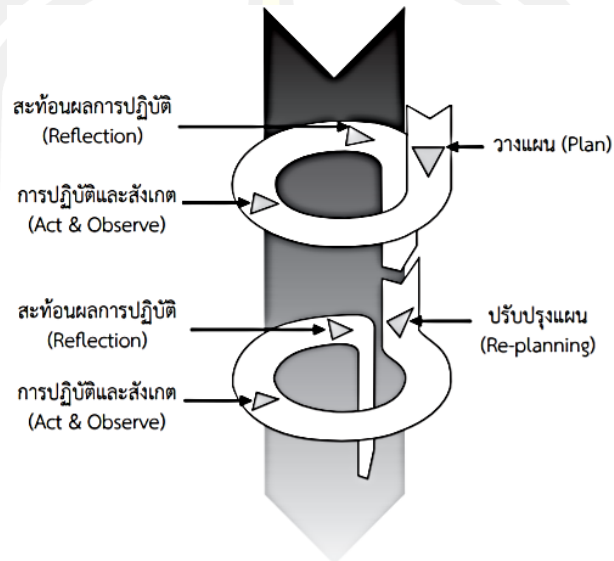 สะท้อนผลการปฏิบัติ
(Reflection)
วางแผน (Plan)
การปฏิบัติและสังเกต
(Act & Observe)
สะท้อนผลการปฏิบัติ
(Reflection)
ปรับปรุงแผน
(Re-planning)
การปฏิบัติและสังเกต
(Act & Observe)